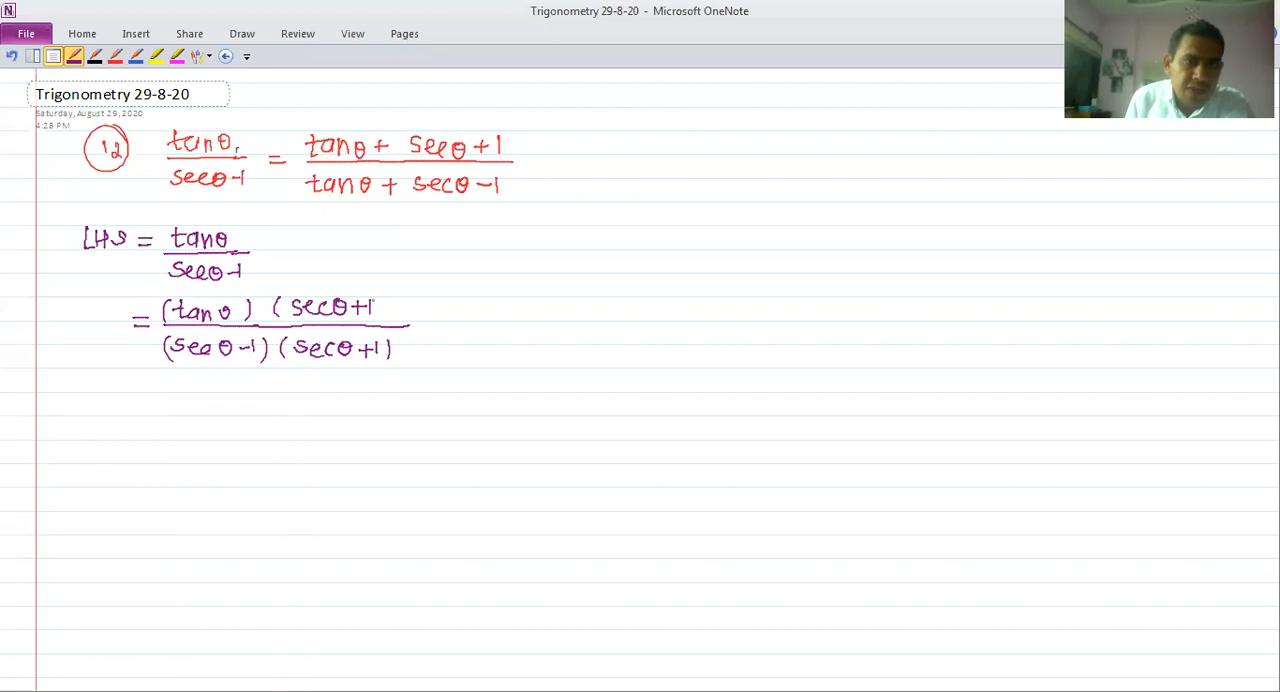 Trigonometry 29-8-20 - Microsoft OneNote
File Home Insert Share Draw Review View Pages
Trigonometry 29-8-20
Saturday, August 29, 2020
4:28 PM
12 tanθ / secθ-1 = tanθ + secθ+1 / tanθ + secθ-1
LHS = tanθ / secθ-1
= (tanθ) (secθ+1 / (secθ-1) (secθ+1)